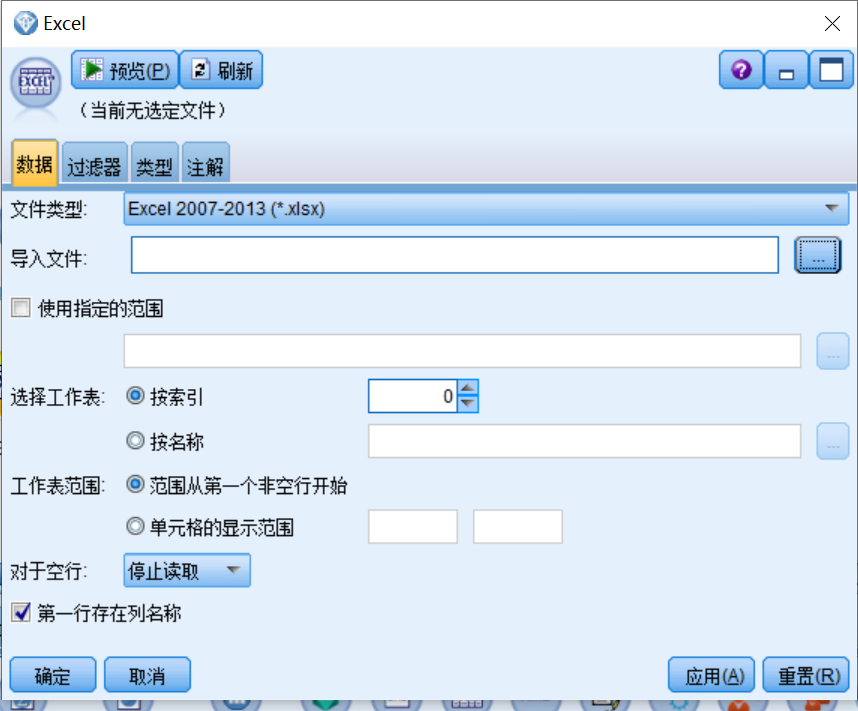 Excel
EXCEL
预览(P) 刷新
（当前无选定文件）
数据 过滤器 类型 注解
文件类型: Excel 2007-2013 (*.xlsx)
导入文件: ...
使用指定的范围
...
选择工作表: 按索引 0
按名称 ...
工作表范围: 范围从第一个非空行开始
单元格的显示范围
对于空行: 停止读取
第一行存在列名称
确定 取消 应用(A) 重置(R)